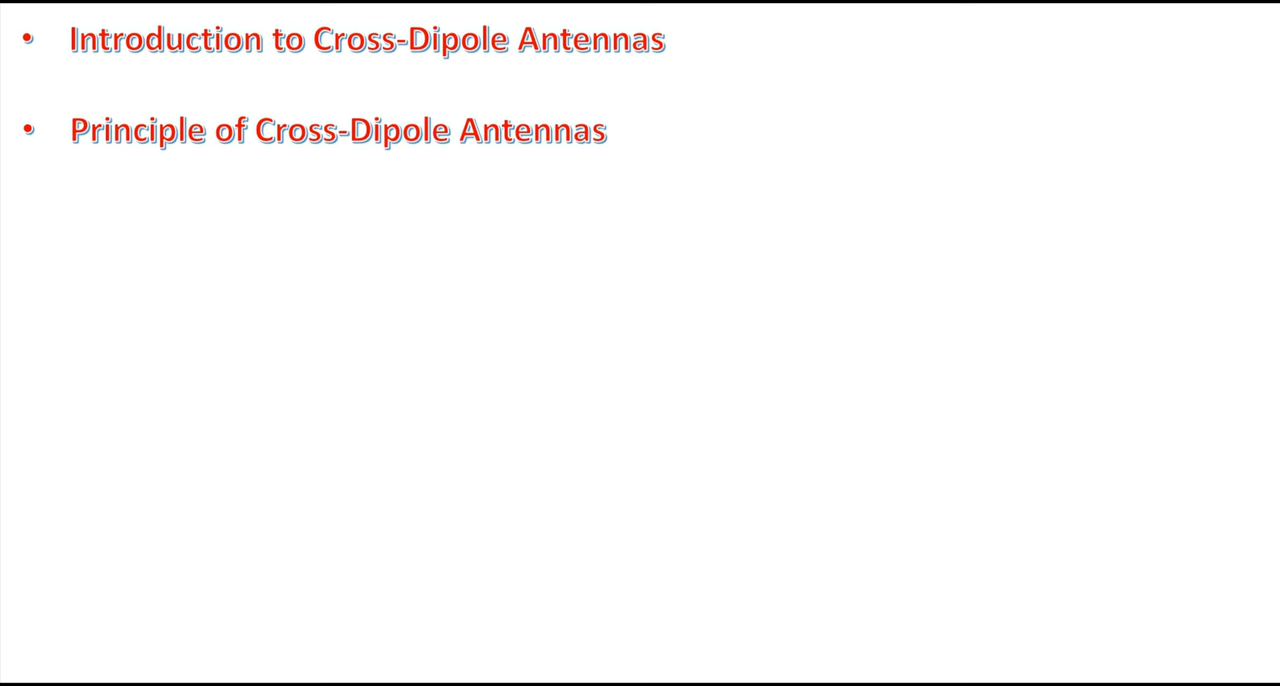 • Introduction to Cross-Dipole Antennas
• Principle of Cross-Dipole Antennas